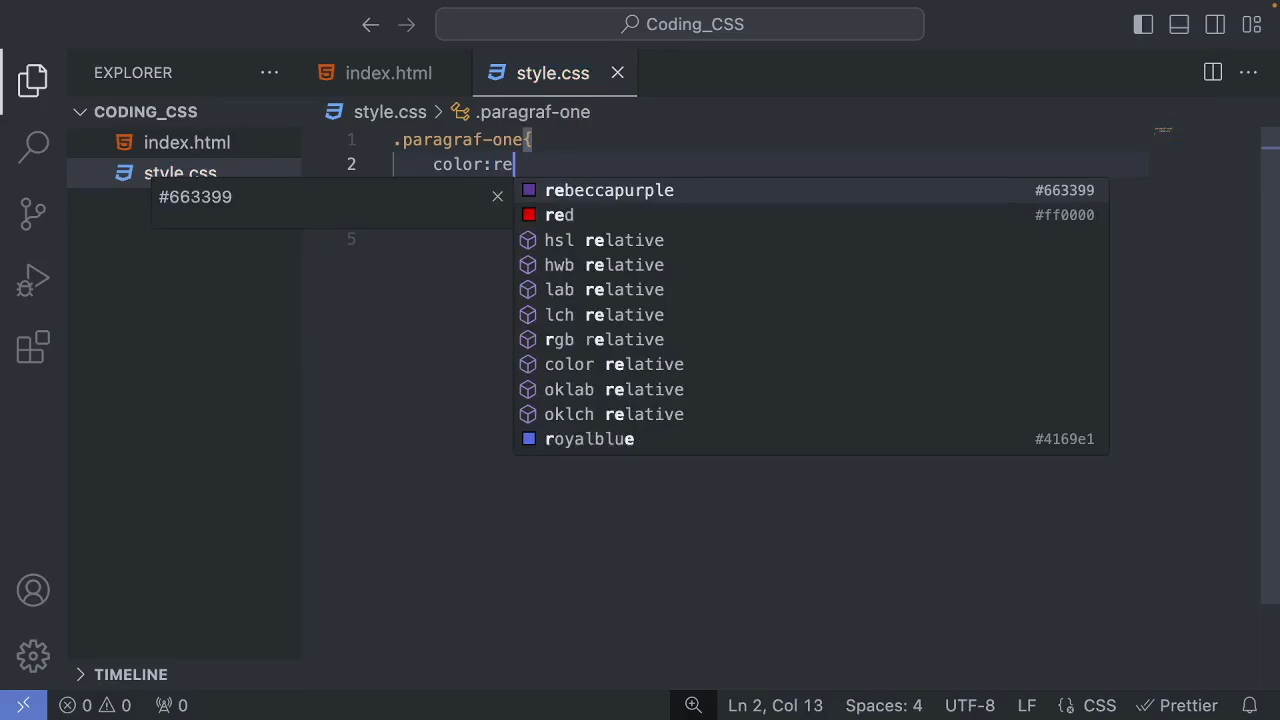 Coding_CSS
EXPLORER
index.html
style.css
CODING_CSS
style.css > .paragraf-one
index.html
1 .paragraf-one{
style.css
2 color:re
#663399
5
rebeccapurple #663399
red #ff0000
hsl relative
hwb relative
lab relative
lch relative
rgb relative
color relative
oklab relative
oklch relative
royalblue #4169e1
TIMELINE
0 0 0
Ln 2, Col 13
Spaces: 4
UTF-8
LF
CSS
Prettier